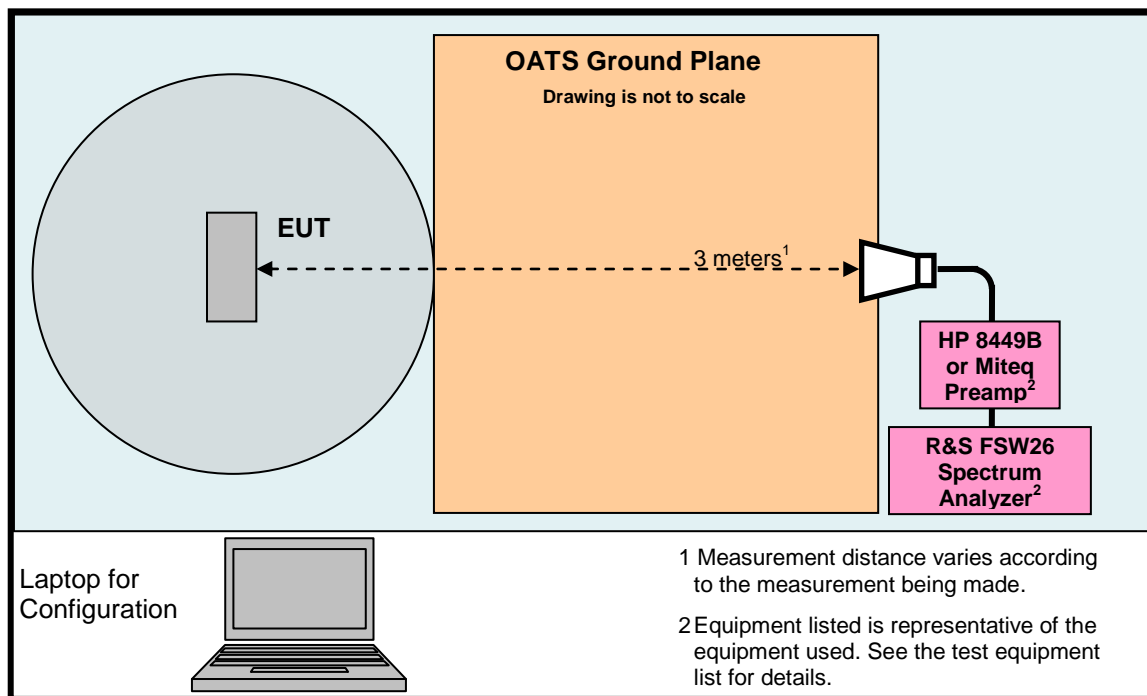 OATS Ground Plane
Drawing is not to scale
EUT
3 meters1
HP 8449B
or Miteq
Preamp2
R&S FSW26
Spectrum
Analyzer2
Laptop for
Configuration
1 Measurement distance varies according
to the measurement being made.
2 Equipment listed is representative of the
equipment used. See the test equipment
list for details.